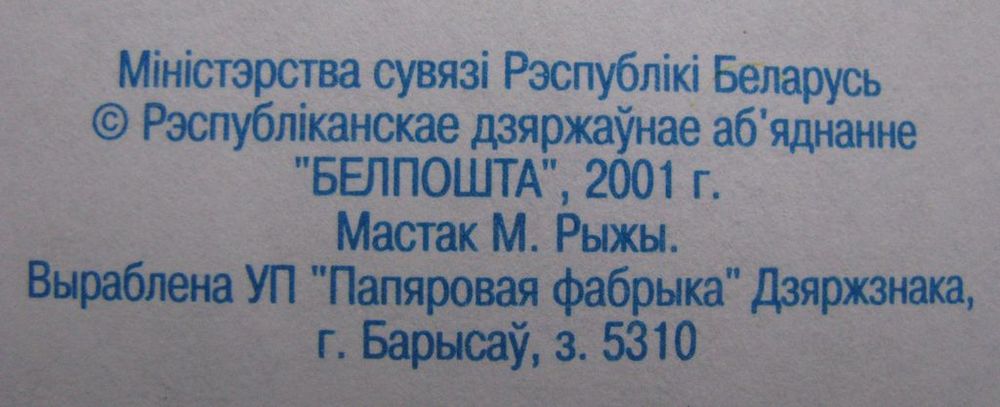 Міністэрства сувязі Рэспублікі Беларусь
© Рэспубліканскае дзяржаўнае аб'яднанне
"БЕЛПОШТА", 2001 г.
Мастак М. Рыжы.
Выраблена УП "Папяровая фабрыка" Дзяржзнака,
г. Барысаў, з. 5310